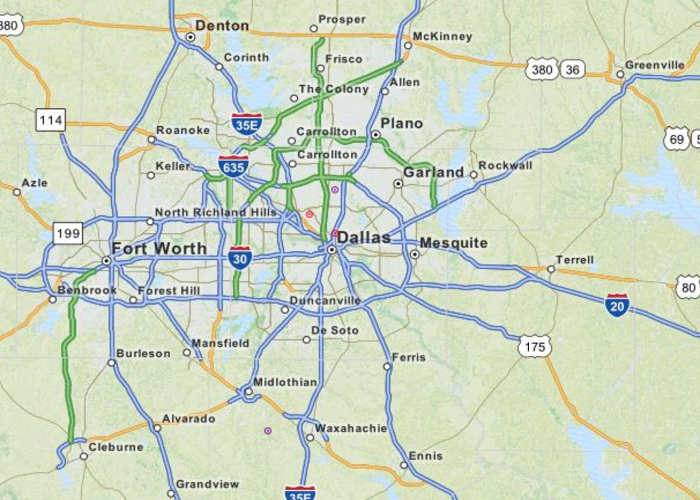 380
Denton
Prosper
McKinney
Corinth
Frisco
Greenville
380
36
The Colony
Allen
114
35E
Plano
Roanoke
Carrollton
69
5
Carrollton
635
Keller
Garland
Rockwall
Azle
North Richland Hills
199
Dallas
Fort Worth
Mesquite
30
Terrell
Benbrook
Forest Hill
80
Duncanville
20
De Soto
Mansfield
175
Burleson
Ferris
Midlothian
Alvarado
Waxahachie
Cleburne
Ennis
Grandview
35E